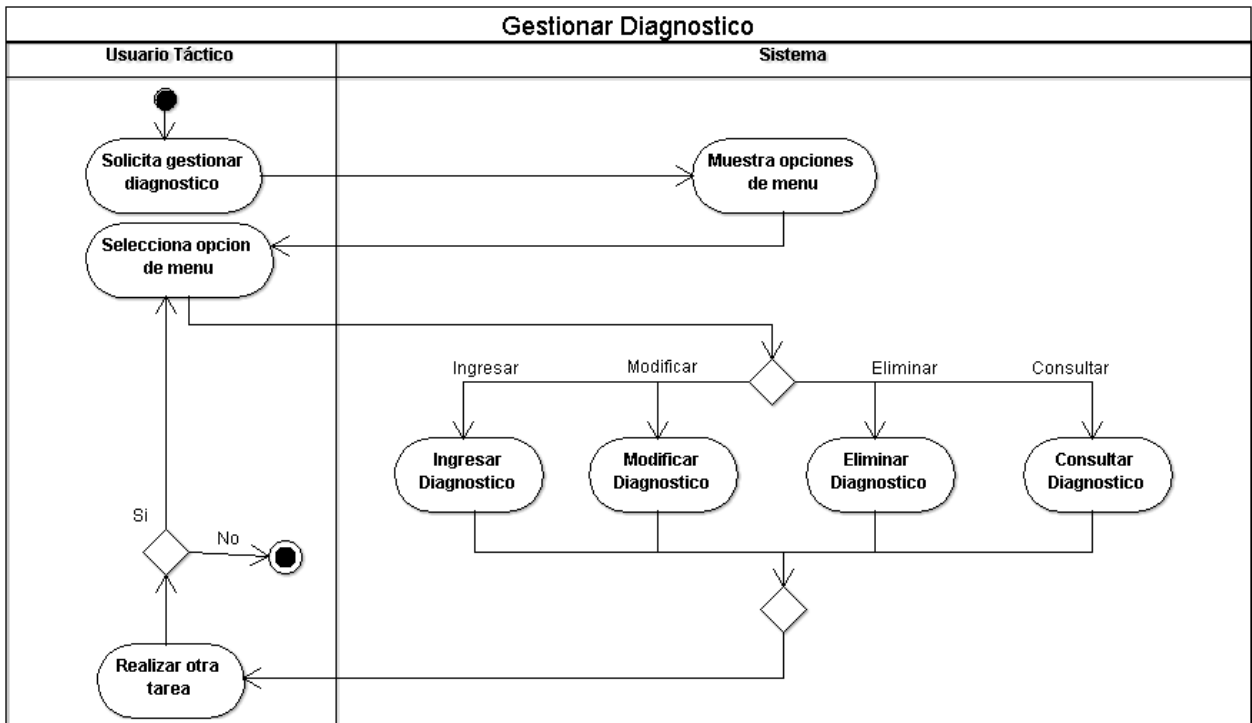 Gestionar Diagnostico
Usuario Táctico
Sistema
Solicita gestionar
diagnostico
Muestra opciones
de menu
Selecciona opcion
de menu
Ingresar
Modificar
Eliminar
Consultar
Ingresar
Diagnostico
Modificar
Diagnostico
Eliminar
Diagnostico
Consultar
Diagnostico
Si
No
Realizar otra
tarea